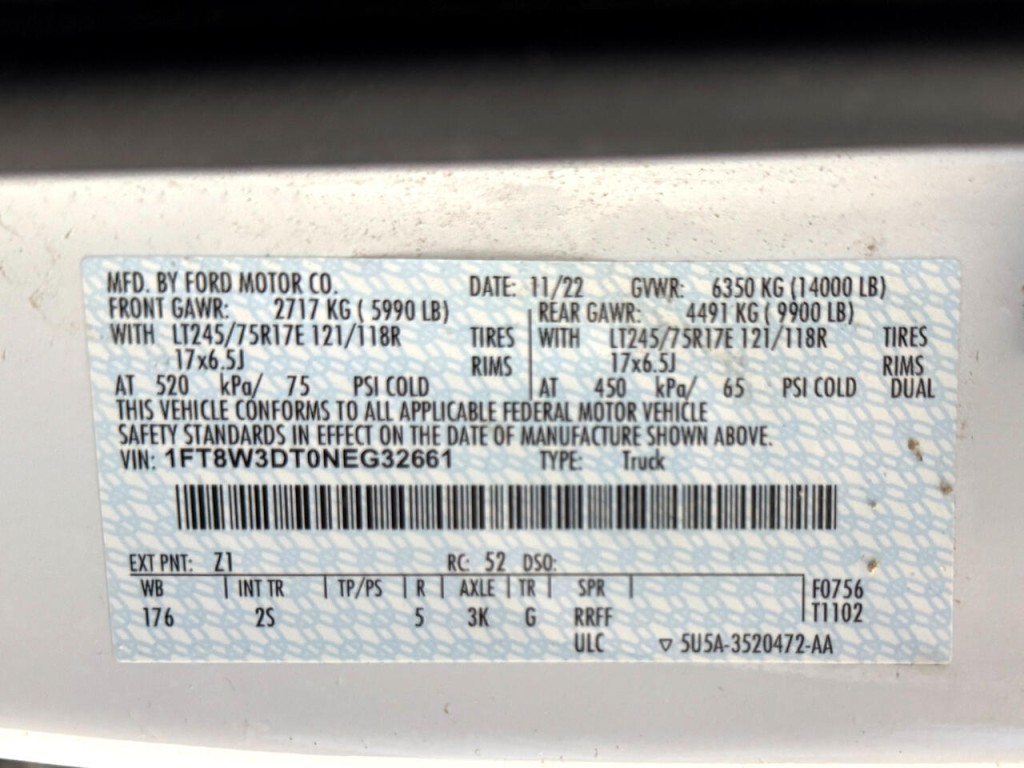 MFD. BY FORD MOTOR CO. DATE: 11/22 GVWR: 6350 KG (14000 LB)
FRONT GAWR: 2717 KG ( 5990 LB) REAR GAWR: 4491 KG ( 9900 LB)
WITH LT245/75R17E 121/118R TIRES WITH LT245/75R17E 121/118R TIRES
17x6.5J RIMS 17x6.5J RIMS
AT 520 kPa/ 75 PSI COLD AT 450 kPa/ 65 PSI COLD DUAL
THIS VEHICLE CONFORMS TO ALL APPLICABLE FEDERAL MOTOR VEHICLE
SAFETY STANDARDS IN EFFECT ON THE DATE OF MANUFACTURE SHOWN ABOVE.
VIN: 1FT8W3DT0NEG32661 TYPE: Truck
EXT PNT: Z1 RC: 52 DSO:
WB INT TR TP/PS R AXLE TR SPR F0756
176 2S 5 3K G RRFF T1102
ULC ▽ 5U5A-3520472-AA